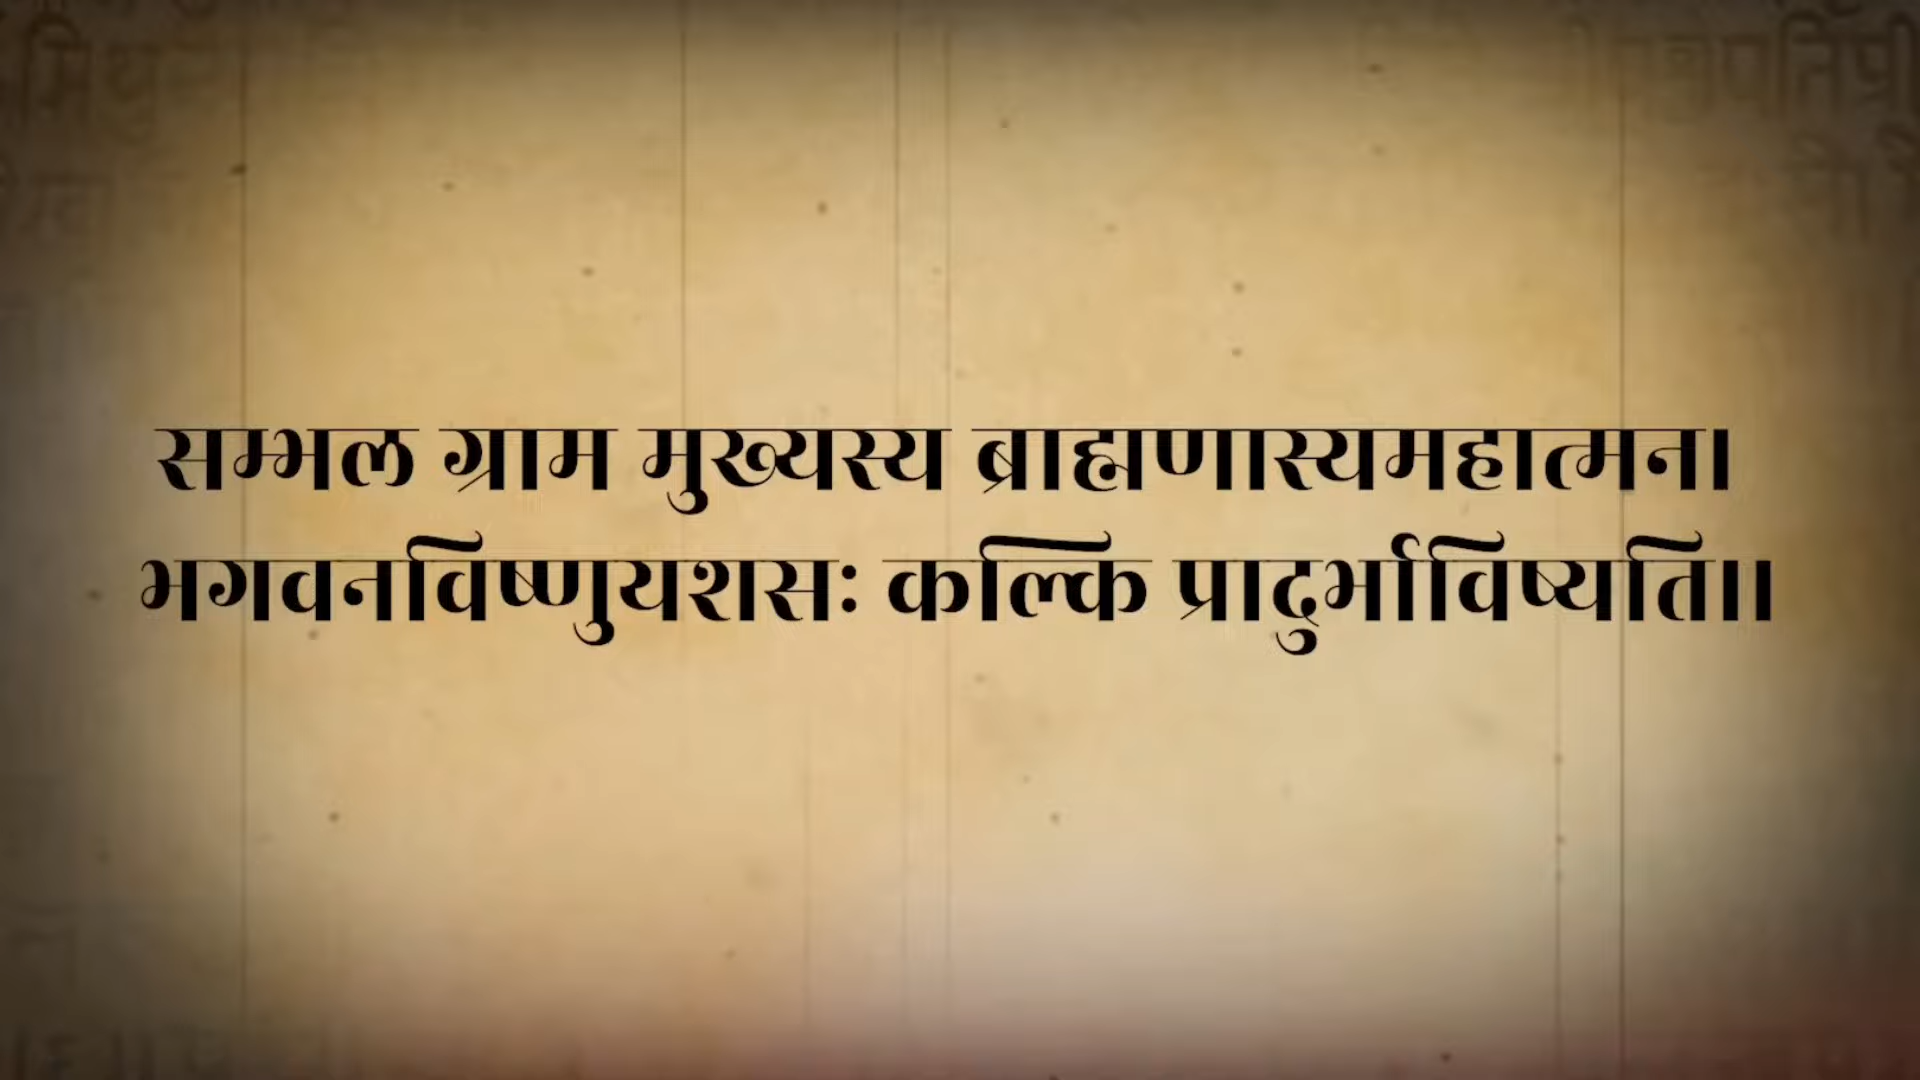 सम्भल ग्राम मुख्यस्य ब्राह्मणास्यमहात्मन।
भगवनविष्णुयशसः कल्कि प्रादुर्भाविष्यति।।